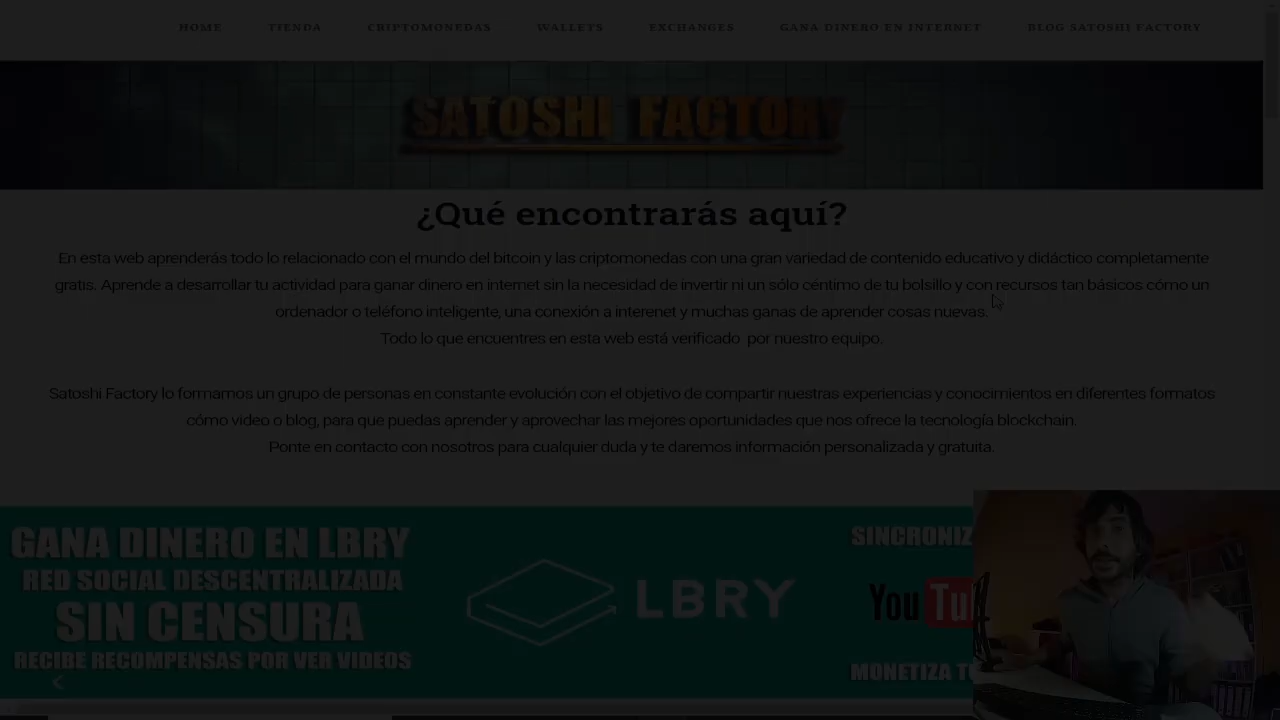 HOME TIENDA CRIPTOMONEDAS WALLETS EXCHANGES GANA DINERO EN INTERNET BLOG SATOSHI FACTORY
SATOSHI FACTORY
¿Qué encontrarás aquí?
En esta web aprenderás todo lo relacionado con el mundo del bitcoin y las criptomonedas con una gran variedad de contenido educativo y didáctico completamente
gratis. Aprende a desarrollar tu actividad para ganar dinero en internet sin la necesidad de invertir ni un sólo céntimo de tu bolsillo y con recursos tan básicos cómo un
ordenador o teléfono inteligente, una conexión a interenet y muchas ganas de aprender cosas nuevas.
Todo lo que encuentres en esta web está verificado por nuestro equipo.
Satoshi Factory lo formamos un grupo de personas en constante evolución con el objetivo de compartir nuestras experiencias y conocimientos en diferentes formatos
cómo video o blog, para que puedas aprender y aprovechar las mejores oportunidades que nos ofrece la tecnología blockchain.
Ponte en contacto con nosotros para cualquier duda y te daremos información personalizada y gratuita.
GANA DINERO EN LBRY
RED SOCIAL DESCENTRALIZADA
SIN CENSURA
RECIBE RECOMPENSAS POR VER VIDEOS
LBRY
SINCRONIZ
You Tu
MONETIZA T